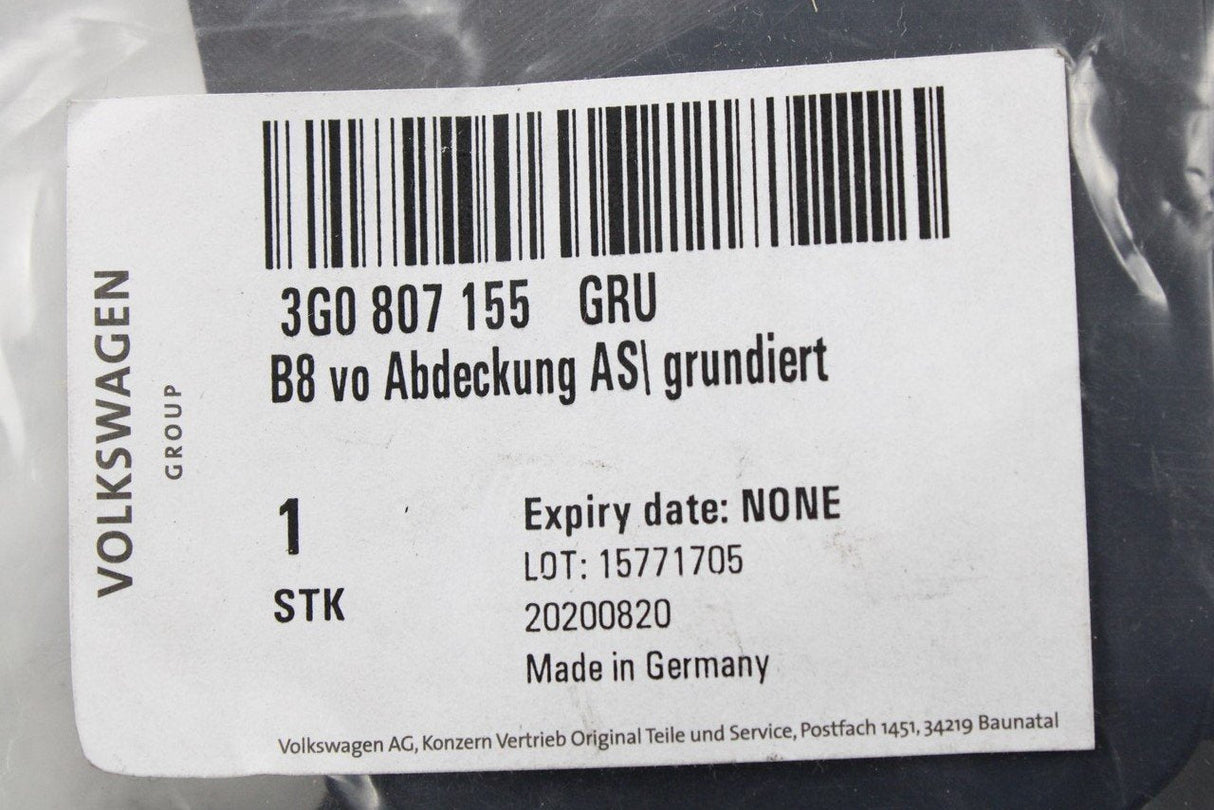 VOLKSWAGEN
GROUP
3G0 807 155 GRU
B8 vo Abdeckung AS\ grundiert
1
STK
Expiry date: NONE
LOT: 15771705
20200820
Made in Germany
Volkswagen AG, Konzern Vertrieb Original Teile und Service, Postfach 1451, 34219 Baunatal